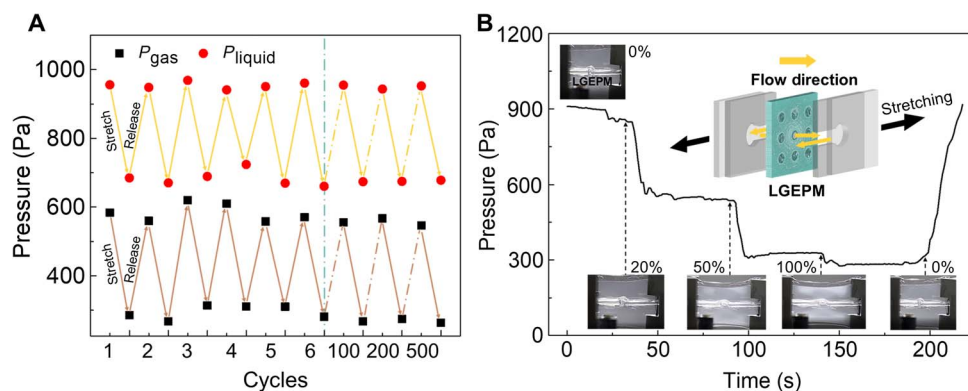 A
P gas
P liquid
1000
800
600
400
Pressure (Pa)
Stretch
Release
Stretch
Release
1 2 3 4 5 6 100 200 500
Cycles
B
1200
900
600
300
0
Pressure (Pa)
0%
LGEPM
Flow direction
Stretching
LGEPM
20%
50%
100%
0%
0 50 100 150 200
Time (s)